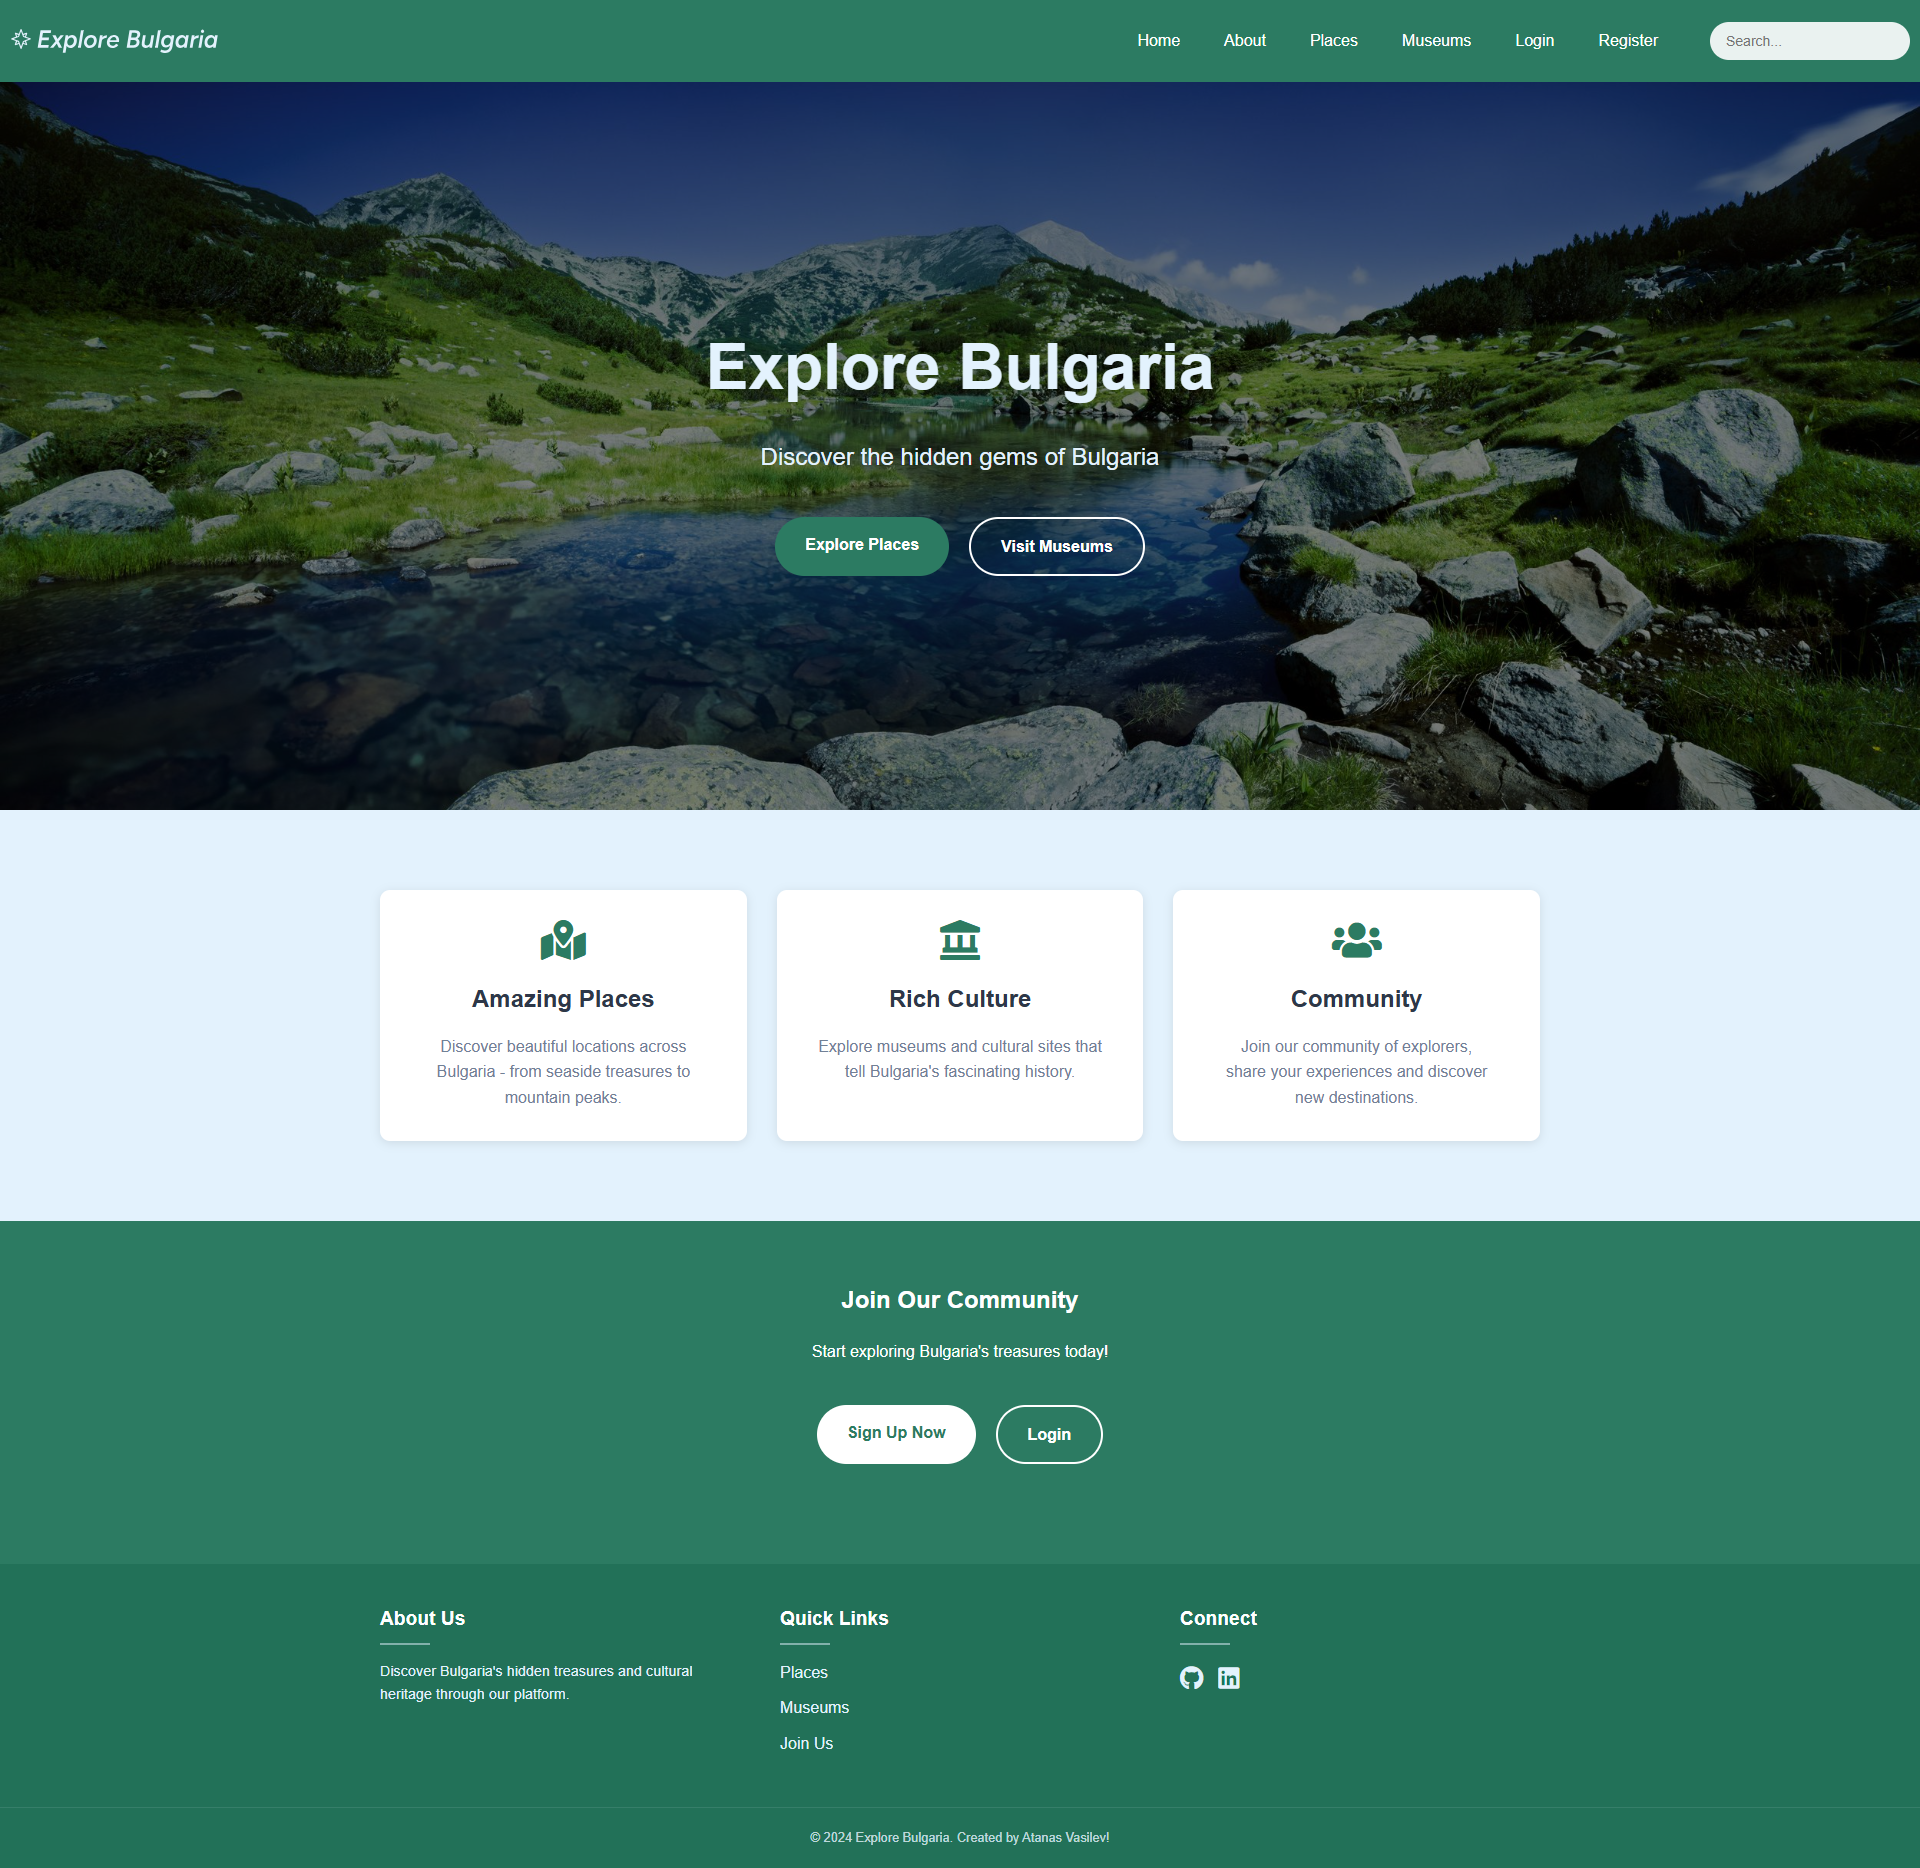 Explore Bulgaria
Home About Places Museums Login Register Search...
Explore Bulgaria
Discover the hidden gems of Bulgaria
Explore Places Visit Museums
Amazing Places
Discover beautiful locations across
Bulgaria - from seaside treasures to
mountain peaks.
Rich Culture
Explore museums and cultural sites that
tell Bulgaria's fascinating history.
Community
Join our community of explorers,
share your experiences and discover
new destinations.
Join Our Community
Start exploring Bulgaria's treasures today!
Sign Up Now Login
About Us
Discover Bulgaria's hidden treasures and cultural
heritage through our platform.
Quick Links
Places
Museums
Join Us
Connect
in
© 2024 Explore Bulgaria. Created by Atanas Vasilev!